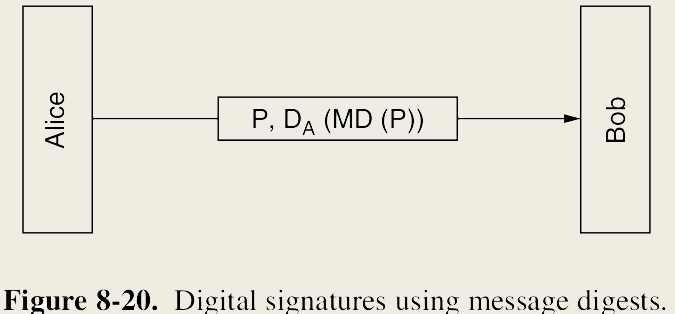 Alice
P, D_A (MD (P))
Bob
Figure 8-20. Digital signatures using message digests.